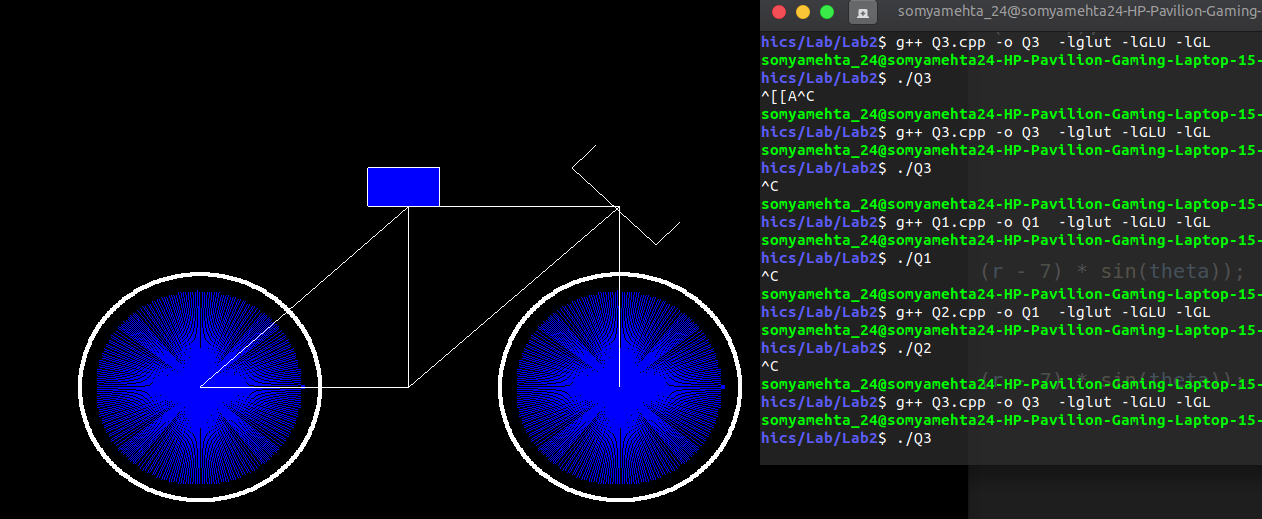 somyamehta_24@somyamehta24-HP-Pavilion-Gaming-
hics/Lab/Lab2$ g++ Q3.cpp -o Q3  -lglut -lGLU -lGL
somyamehta_24@somyamehta24-HP-Pavilion-Gaming-Laptop-15-
hics/Lab/Lab2$ ./Q3
^[[A^C
somyamehta_24@somyamehta24-HP-Pavilion-Gaming-Laptop-15-
hics/Lab/Lab2$ g++ Q3.cpp -o Q3  -lglut -lGLU -lGL
somyamehta_24@somyamehta24-HP-Pavilion-Gaming-Laptop-15-
hics/Lab/Lab2$ ./Q3
^C
somyamehta_24@somyamehta24-HP-Pavilion-Gaming-Laptop-15-
hics/Lab/Lab2$ g++ Q1.cpp -o Q1  -lglut -lGLU -lGL
somyamehta_24@somyamehta24-HP-Pavilion-Gaming-Laptop-15-
hics/Lab/Lab2$ ./Q1
(r - 7) * sin(theta));
^C
somyamehta_24@somyamehta24-HP-Pavilion-Gaming-Laptop-15-
hics/Lab/Lab2$ g++ Q2.cpp -o Q1  -lglut -lGLU -lGL
somyamehta_24@somyamehta24-HP-Pavilion-Gaming-Laptop-15-
hics/Lab/Lab2$ ./Q2
^C
(r - 7) * sin(theta));
somyamehta_24@somyamehta24-HP-Pavilion-Gaming-Laptop-15-
hics/Lab/Lab2$ g++ Q3.cpp -o Q3  -lglut -lGLU -lGL
somyamehta_24@somyamehta24-HP-Pavilion-Gaming-Laptop-15-
hics/Lab/Lab2$ ./Q3